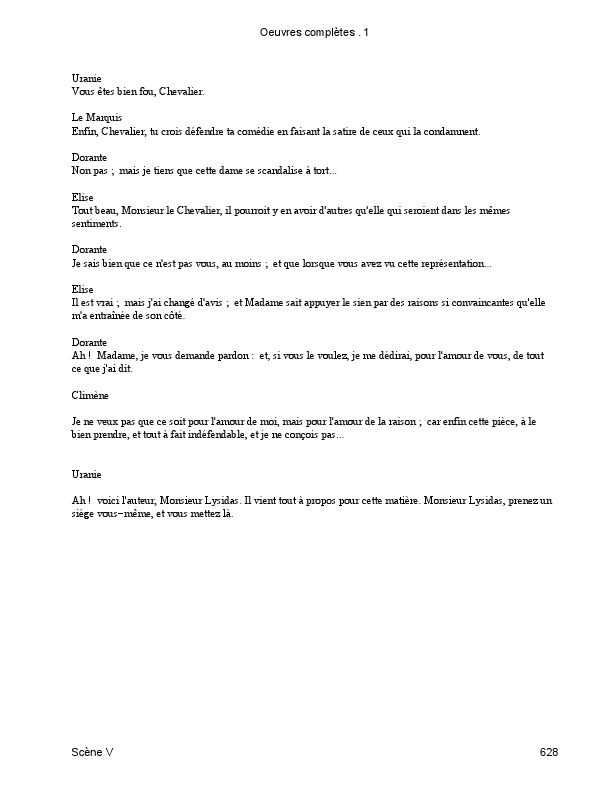 Oeuvres complètes . 1
Uranie
Vous êtes bien fou, Chevalier.
Le Marquis
Enfin, Chevalier, tu crois défendre ta comédie en faisant la satire de ceux qui la condamnent.
Dorante
Non pas ;  mais je tiens que cette dame se scandalise à tort...
Elise
Tout beau, Monsieur le Chevalier, il pourroit y en avoir d'autres qu'elle qui seroient dans les mêmes
sentiments.
Dorante
Je sais bien que ce n'est pas vous, au moins ;  et que lorsque vous avez vu cette représentation...
Elise
Il est vrai ;  mais j'ai changé d'avis ;  et Madame sait appuyer le sien par des raisons si convaincantes qu'elle
m'a entraînée de son côté.
Dorante
Ah !  Madame, je vous demande pardon :  et, si vous le voulez, je me dédirai, pour l'amour de vous, de tout
ce que j'ai dit.
Climène
Je ne veux pas que ce soit pour l'amour de moi, mais pour l'amour de la raison ;  car enfin cette pièce, à le
bien prendre, et tout à fait indéfendable, et je ne conçois pas...
Uranie
Ah !  voici l'auteur, Monsieur Lysidas. Il vient tout à propos pour cette matière. Monsieur Lysidas, prenez un
siége vous−même, et vous mettez là.
Scène V 628